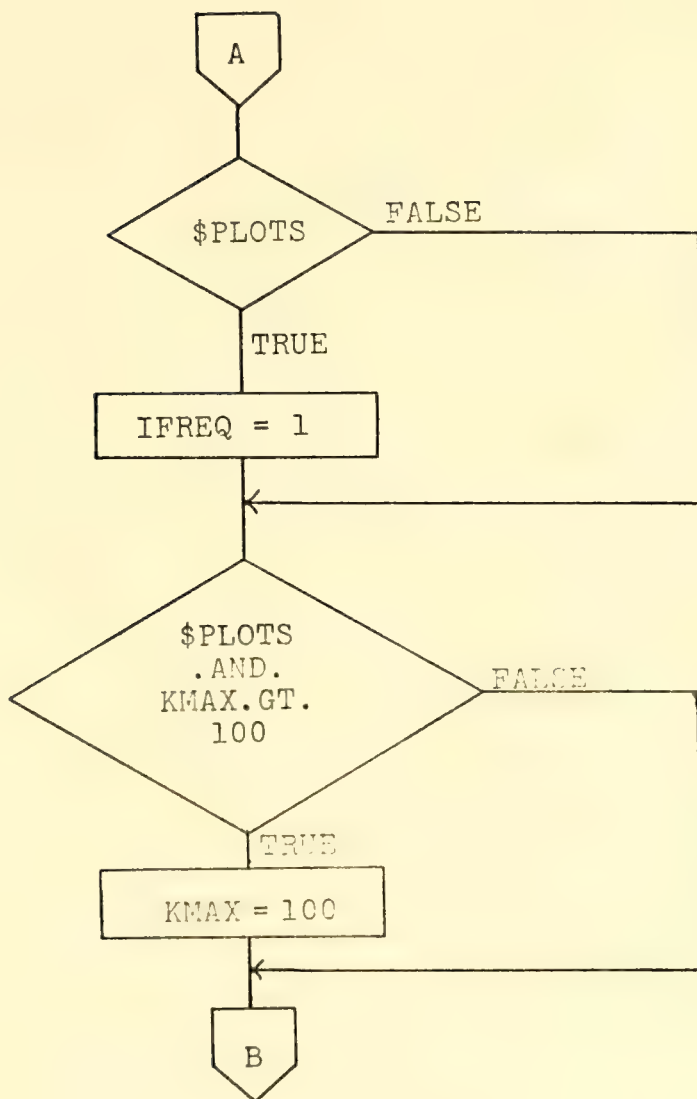 A
$PLOTS
FALSE
TRUE
IFREQ = 1
$PLOTS
.AND.
KMAX.GT.
100
FALSE
TRUE
KMAX = 100
B